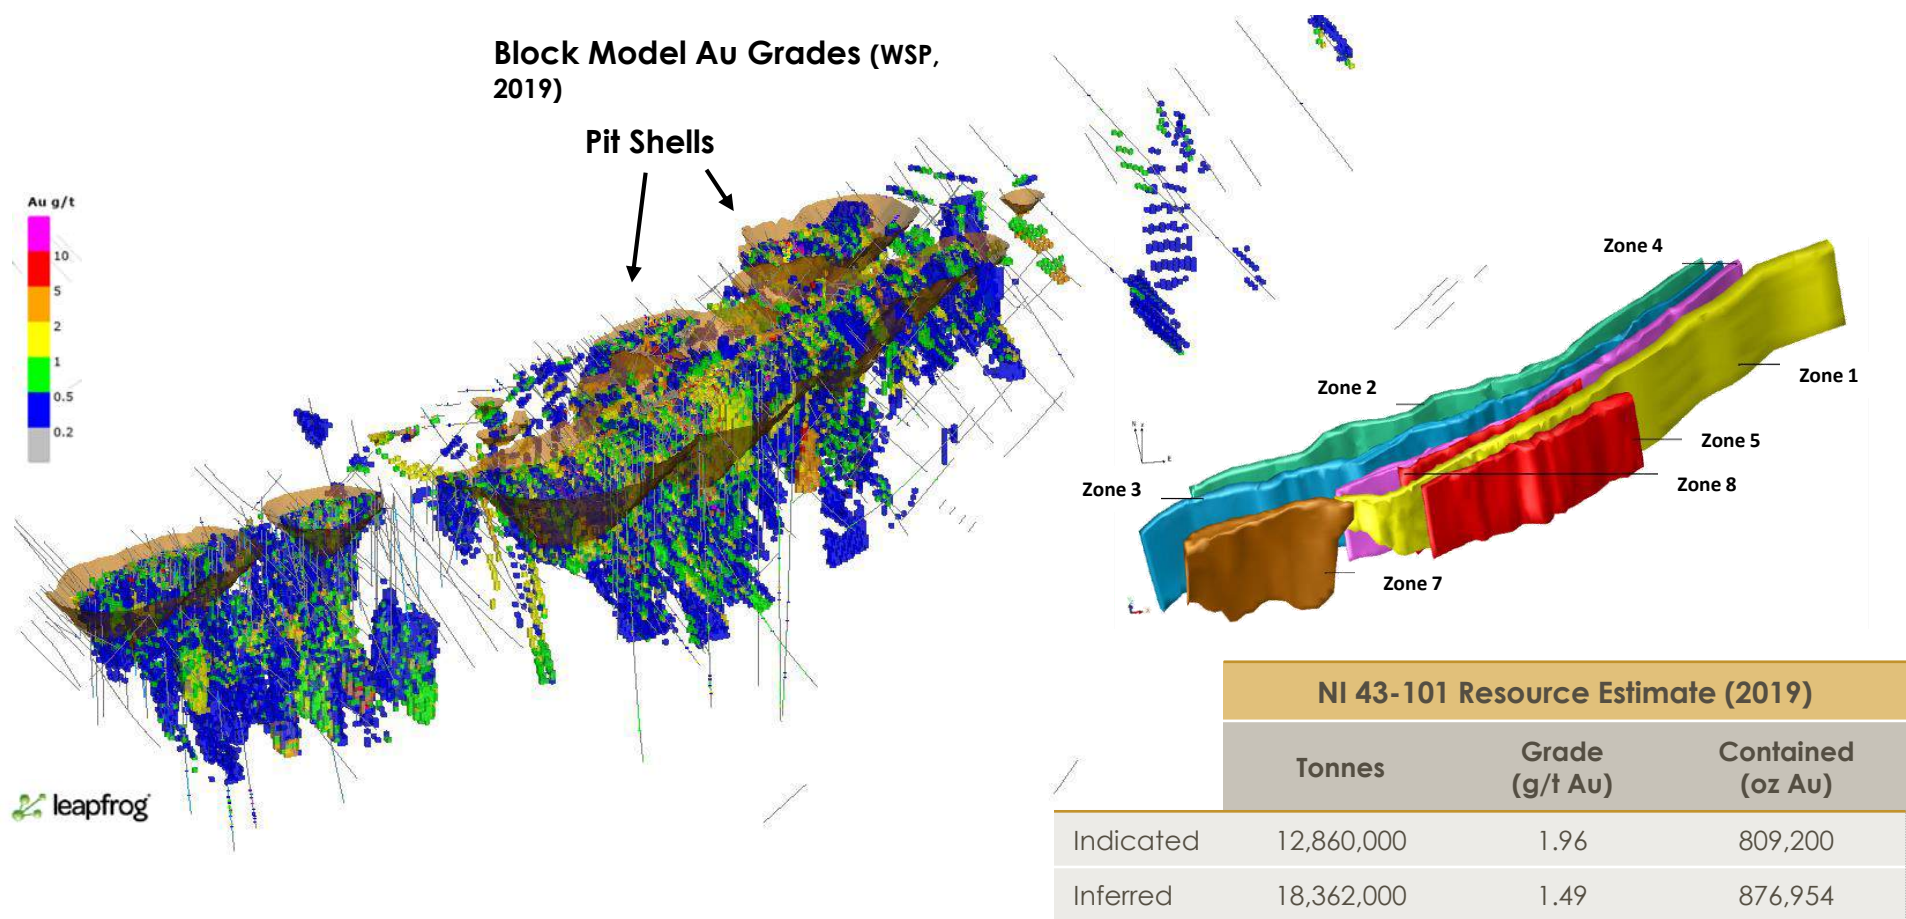 Block Model Au Grades (WSP,
2019)
Pit Shells
Au g/t
10
5
2
1
0.5
0.2
leapfrog
Zone 4
Zone 2
Zone 1
Zone 5
Zone 8
Zone 3
Zone 7
NI 43-101 Resource Estimate (2019)
Tonnes Grade (g/t Au) Contained (oz Au)
Indicated 12,860,000 1.96 809,200
Inferred 18,362,000 1.49 876,954